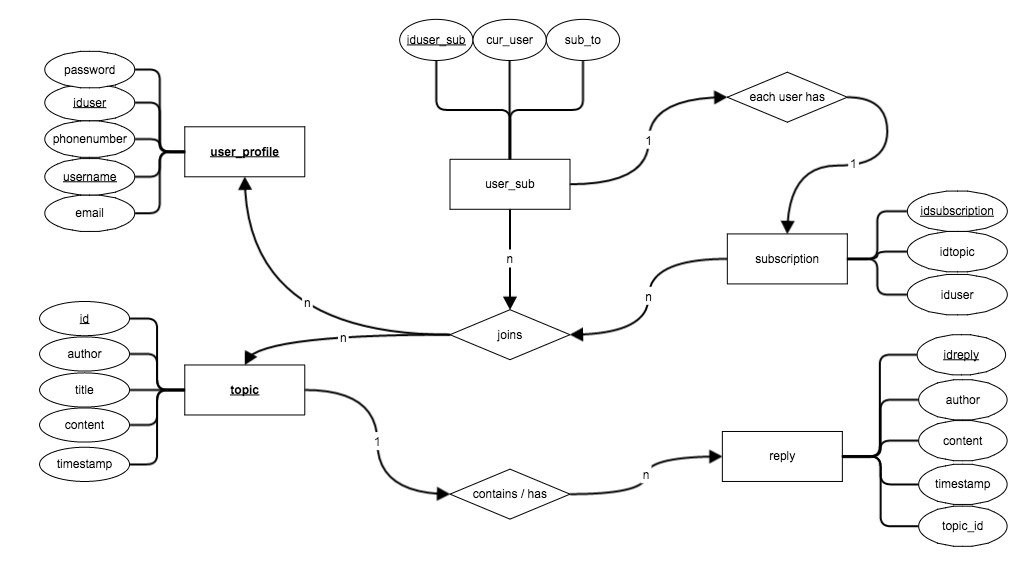 iduser_sub
cur_user
sub_to
password
iduser
phonenumber
username
email
user_profile
user_sub
each user has
1
1
n
idsubscription
idtopic
iduser
subscription
n
n
n
joins
id
author
title
content
timestamp
topic
1
contains / has
n
reply
idreply
author
content
timestamp
topic_id